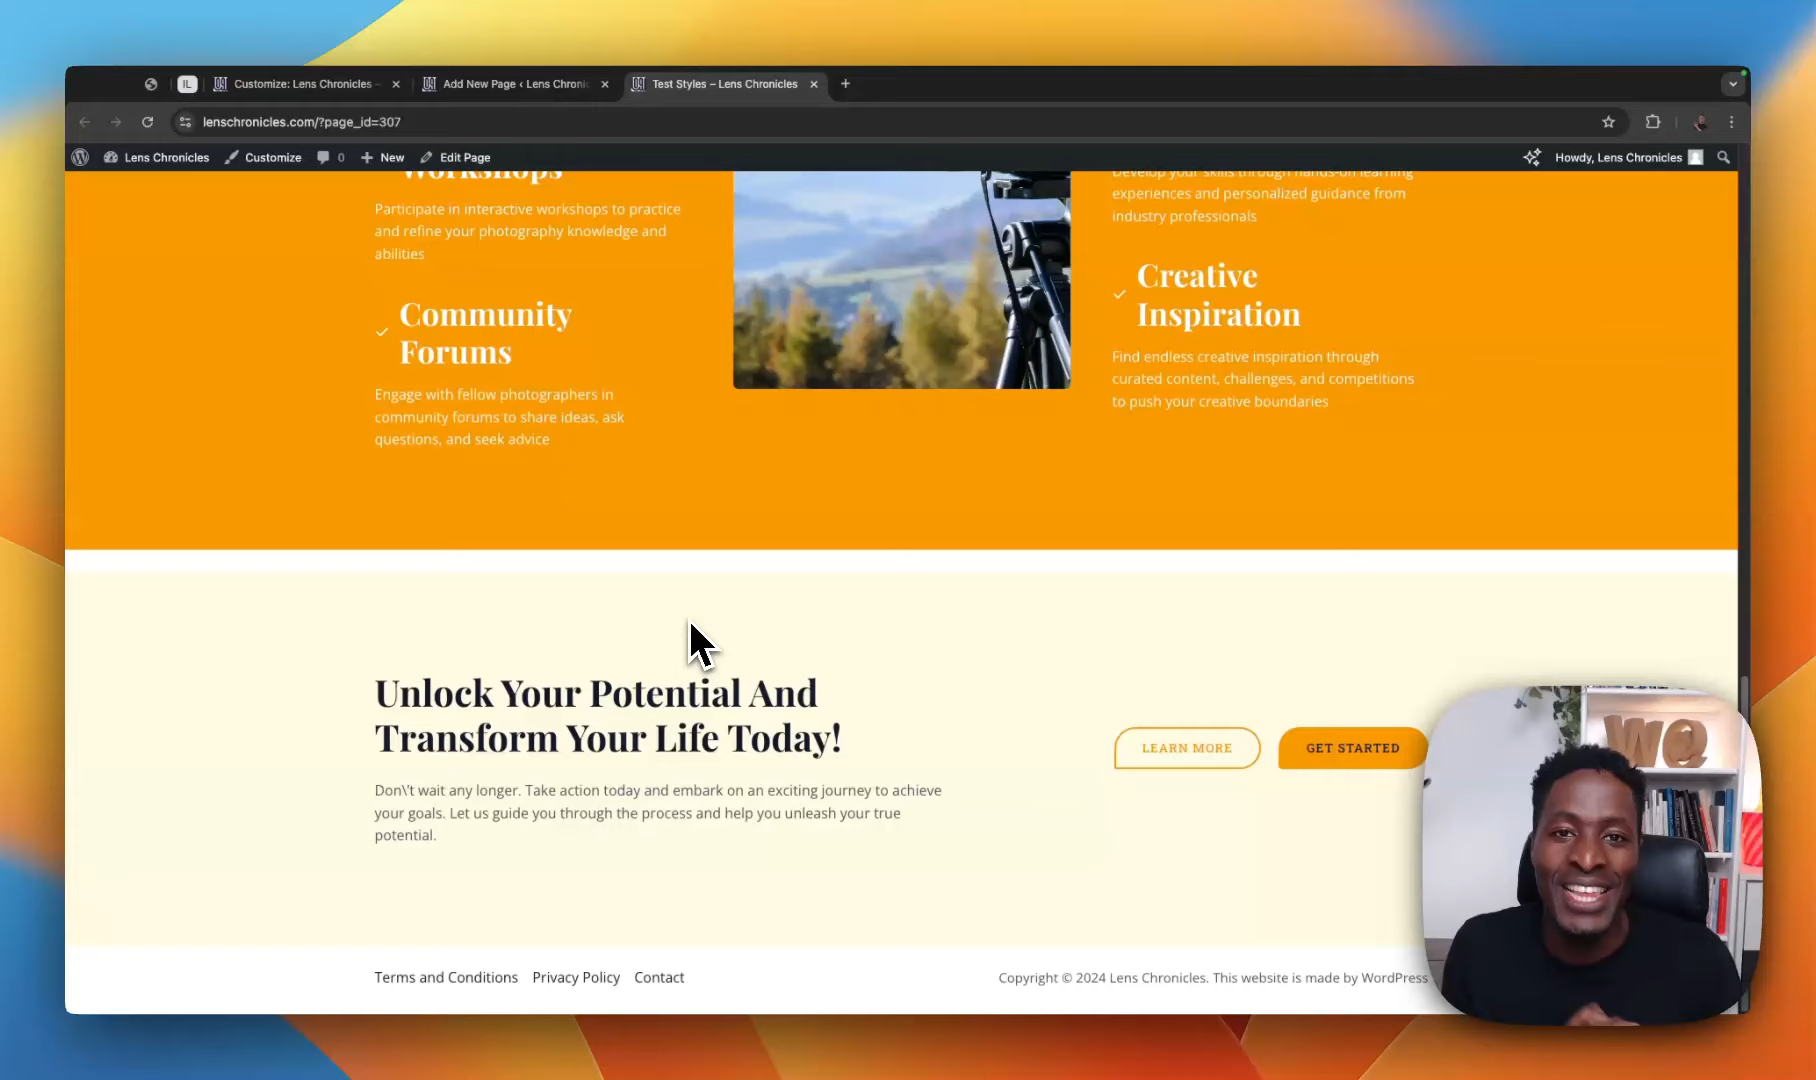 IL
Customize: Lens Chronicles –
Add New Page ‹ Lens Chronic
Test Styles – Lens Chronicles
lenschronicles.com/?page_id=307
Lens Chronicles
Customize
0
New
Edit Page
Howdy, Lens Chronicles
Workshops
Participate in interactive workshops to practice
and refine your photography knowledge and
abilities
Community
Forums
Engage with fellow photographers in
community forums to share ideas, ask
questions, and seek advice
Develop your skills through hands-on learning
experiences and personalized guidance from
industry professionals
Creative
Inspiration
Find endless creative inspiration through
curated content, challenges, and competitions
to push your creative boundaries
Unlock Your Potential And
Transform Your Life Today!
Don\'t wait any longer. Take action today and embark on an exciting journey to achieve
your goals. Let us guide you through the process and help you unleash your true
potential.
LEARN MORE
GET STARTED
WQ
Terms and Conditions
Privacy Policy
Contact
Copyright © 2024 Lens Chronicles. This website is made by WordPress